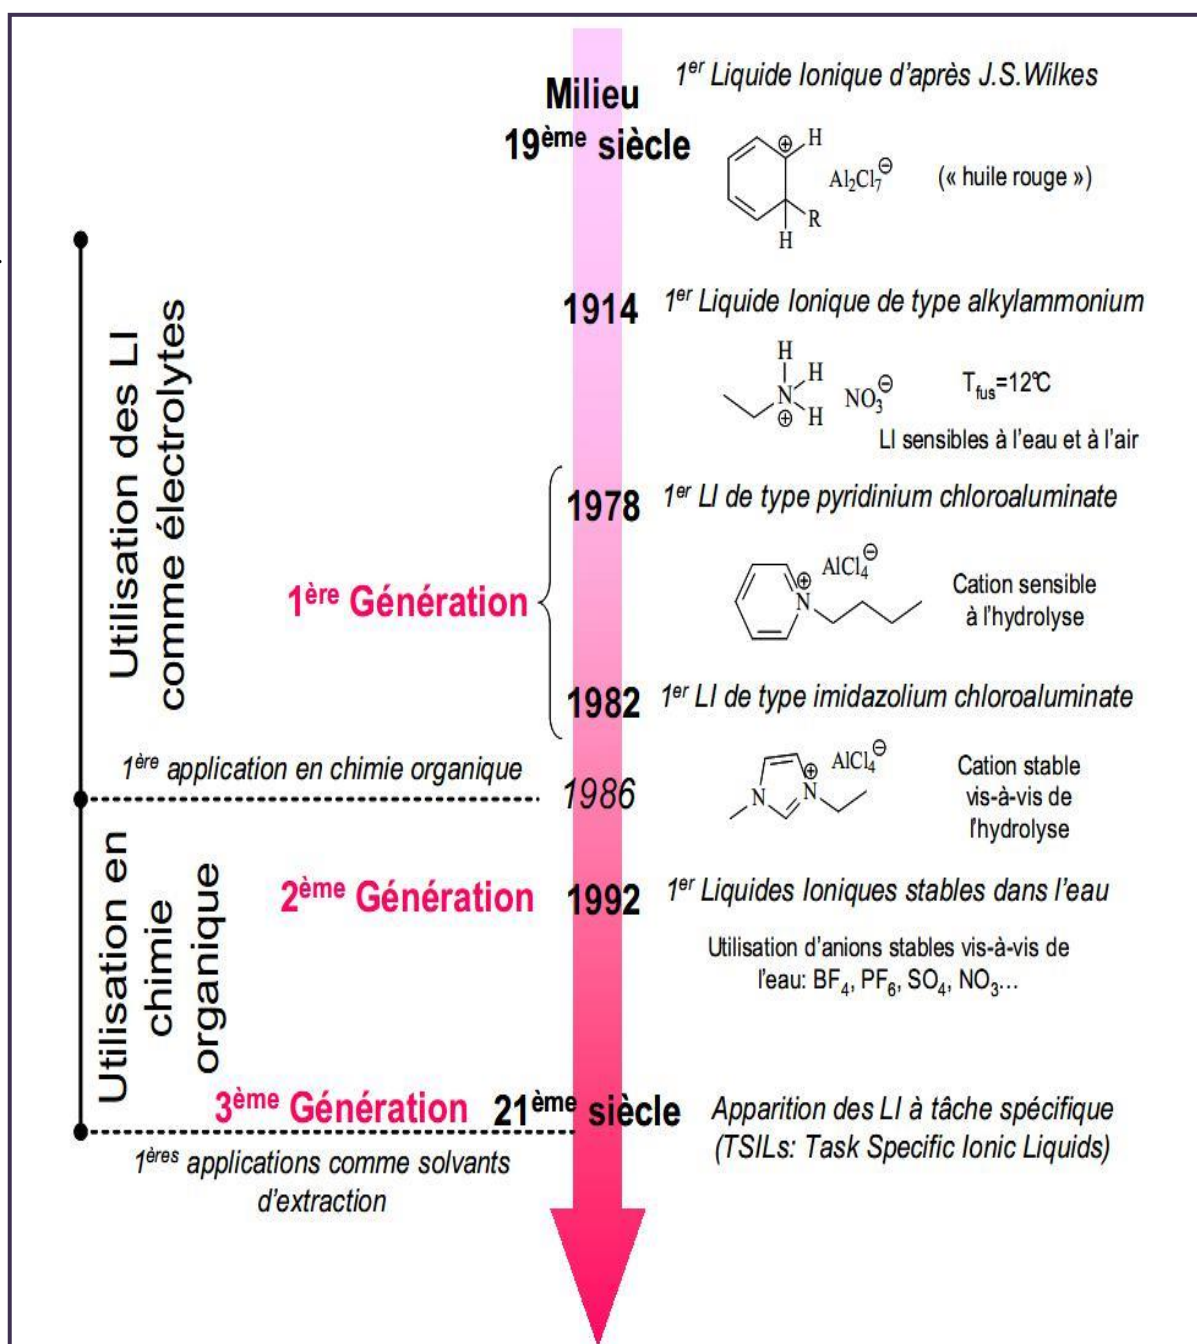 1er Liquide Ionique d'après J.S.Wilkes
Milieu
19ème siècle
H
Al2Cl7⊖
(« huile rouge »)
⊕
R
H
Utilisation des LI
comme électrolytes
1914
1er Liquide Ionique de type alkylammonium
H
H
N
H
⊕
NO3⊖
Tfus=12°C
LI sensibles à l'eau et à l'air
1978
1er LI de type pyridinium chloroaluminate
1ère Génération
AlCl4⊖
⊕
N
Cation sensible
à l'hydrolyse
1982
1er LI de type imidazolium chloroaluminate
1ère application en chimie organique
1986
AlCl4⊖
⊕
N
N
Cation stable
vis-à-vis de
l'hydrolyse
Utilisation en
chimie
organique
2ème Génération
1992
1er Liquides Ioniques stables dans l'eau
Utilisation d'anions stables vis-à-vis de
l'eau: BF4, PF6, SO4, NO3...
3ème Génération
21ème siècle
Apparition des LI à tâche spécifique
(TSILs: Task Specific Ionic Liquids)
1ères applications comme solvants
d'extraction